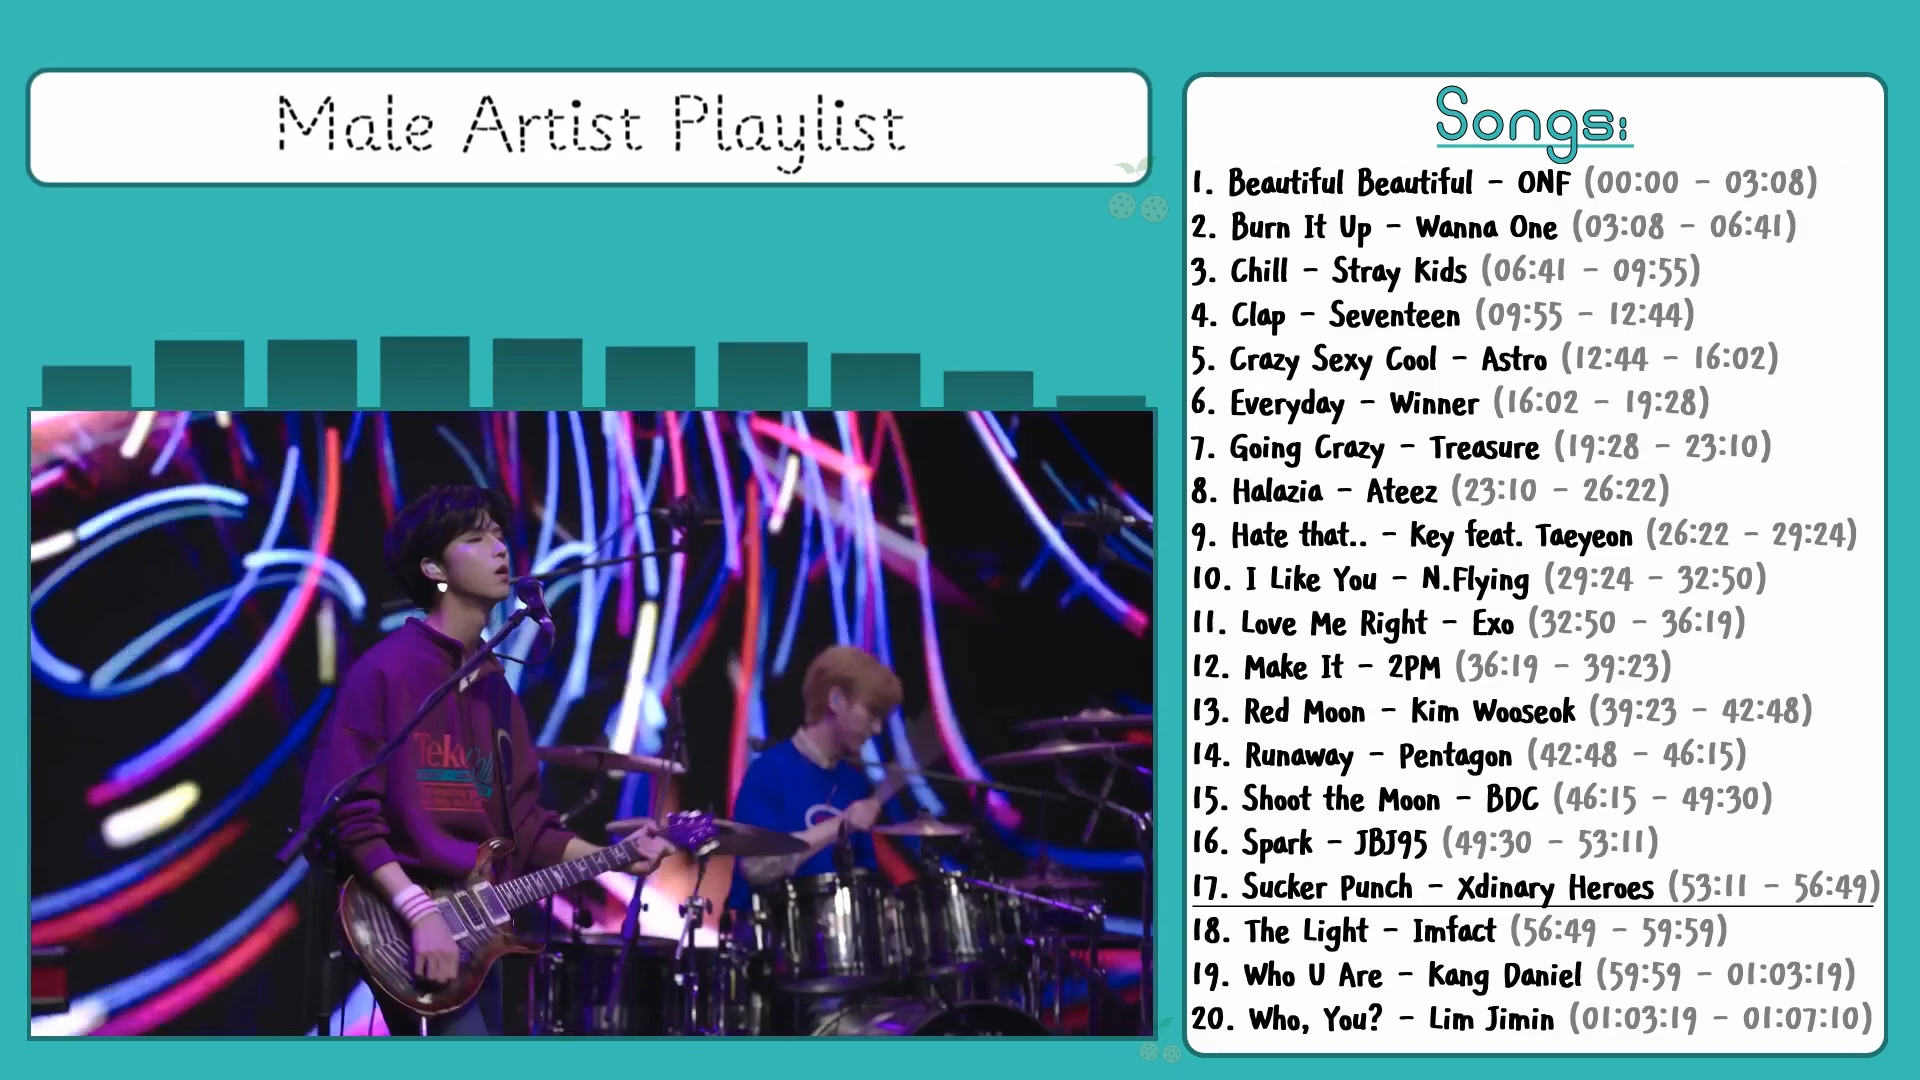 Male Artist Playlist
Songs:
1. Beautiful Beautiful - ONF (00:00 - 03:08)
2. Burn It Up - Wanna One (03:08 - 06:41)
3. Chill - Stray Kids (06:41 - 09:55)
4. Clap - Seventeen (09:55 - 12:44)
5. Crazy Sexy Cool - Astro (12:44 - 16:02)
6. Everyday - Winner (16:02 - 19:28)
7. Going Crazy - Treasure (19:28 - 23:10)
8. Halazia - Ateez (23:10 - 26:22)
9. Hate that.. - Key feat. Taeyeon (26:22 - 29:24)
10. I Like You - N.Flying (29:24 - 32:50)
11. Love Me Right - Exo (32:50 - 36:19)
12. Make It - 2PM (36:19 - 39:23)
13. Red Moon - Kim Wooseok (39:23 - 42:48)
14. Runaway - Pentagon (42:48 - 46:15)
15. Shoot the Moon - BDC (46:15 - 49:30)
16. Spark - JBJ95 (49:30 - 53:11)
17. Sucker Punch - Xdinary Heroes (53:11 - 56:49)
18. The Light - Imfact (56:49 - 59:59)
19. Who U Are - Kang Daniel (59:59 - 01:03:19)
20. Who, You? - Lim Jimin (01:03:19 - 01:07:10)